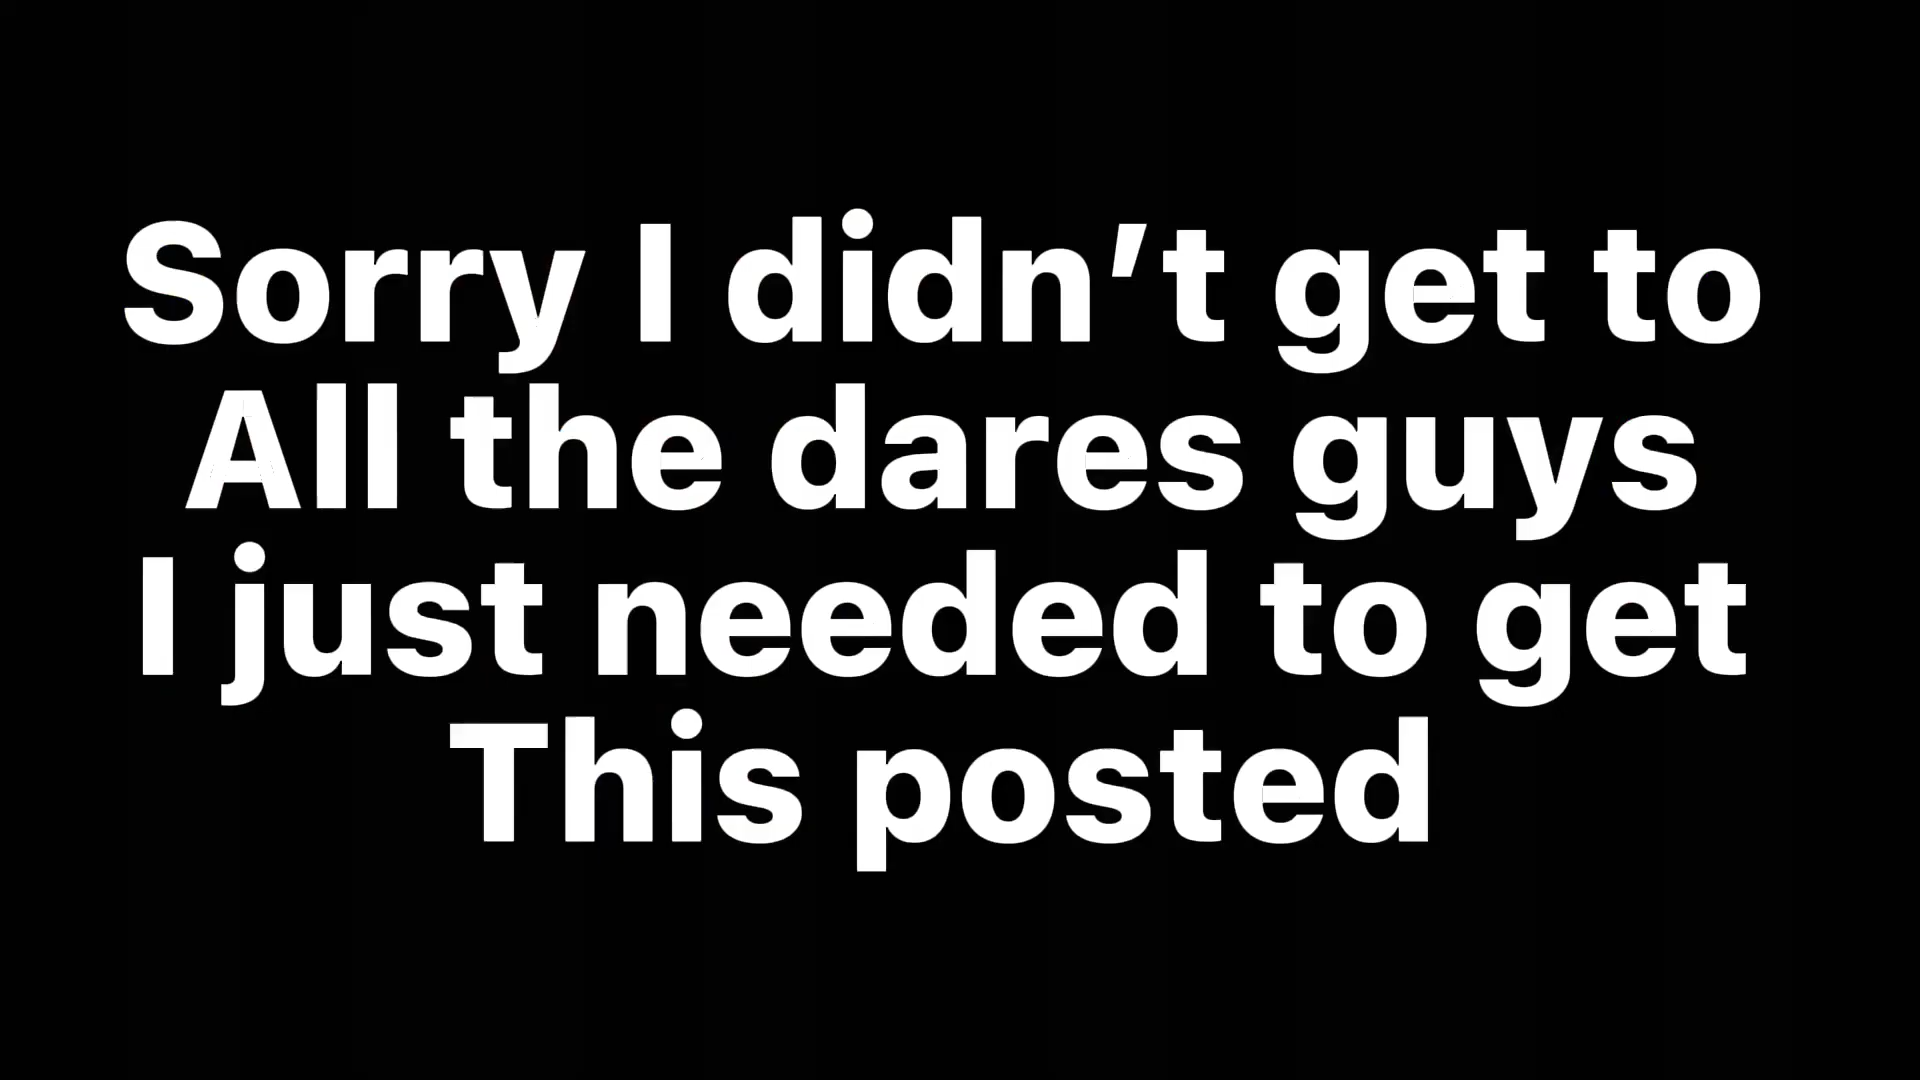 Sorry I didn’t get to
All the dares guys
I just needed to get
This posted